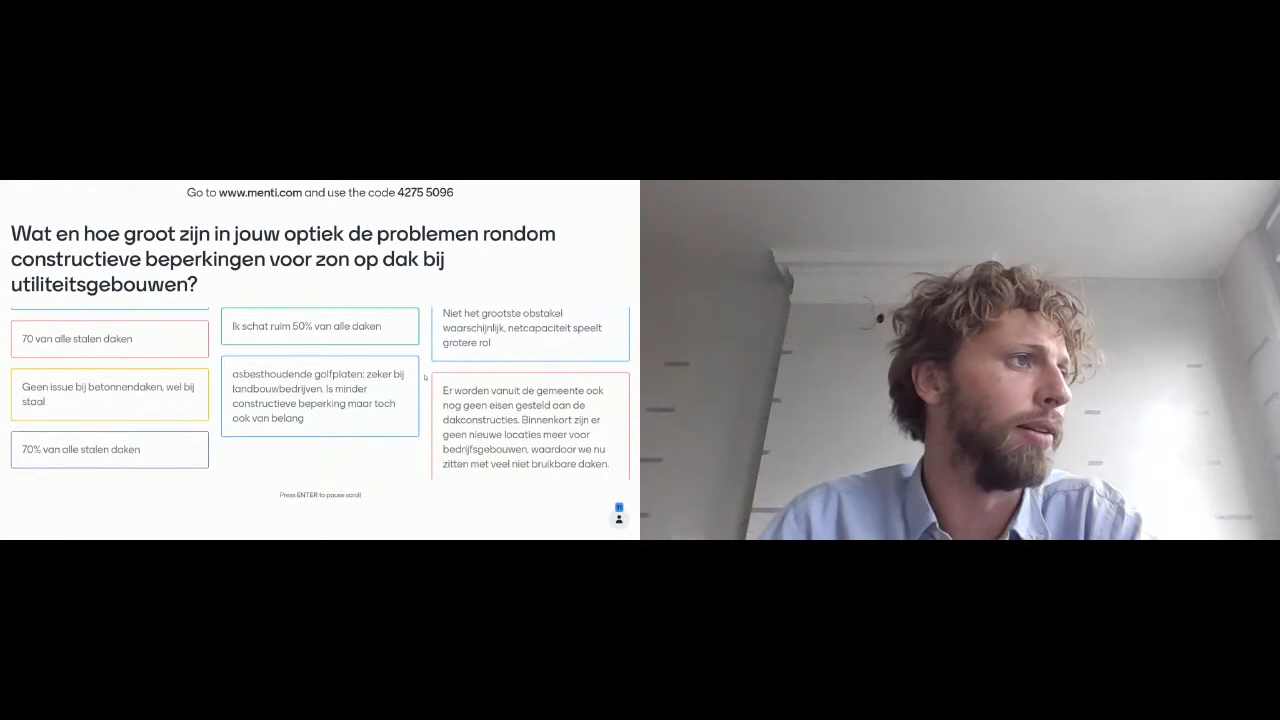 Go to www.menti.com and use the code 4275 5096
Wat en hoe groot zijn in jouw optiek de problemen rondom
constructieve beperkingen voor zon op dak bij
utiliteitsgebouwen?
70 van alle stalen daken
Geen issue bij betonnendaken, wel bij
staal
70% van alle stalen daken
Ik schat ruim 50% van alle daken
asbesthoudende golfplaten: zeker bij
landbouwbedrijven. Is minder
constructieve beperking maar toch
ook van belang
Niet het grootste obstakel
waarschijnlijk, netcapaciteit speelt
grotere rol
Er worden vanuit de gemeente ook
nog geen eisen gesteld aan de
dakconstructies. Binnenkort zijn er
geen nieuwe locaties meer voor
bedrijfsgebouwen, waardoor we nu
zitten met veel niet bruikbare daken.
Press ENTER to pause scroll
11